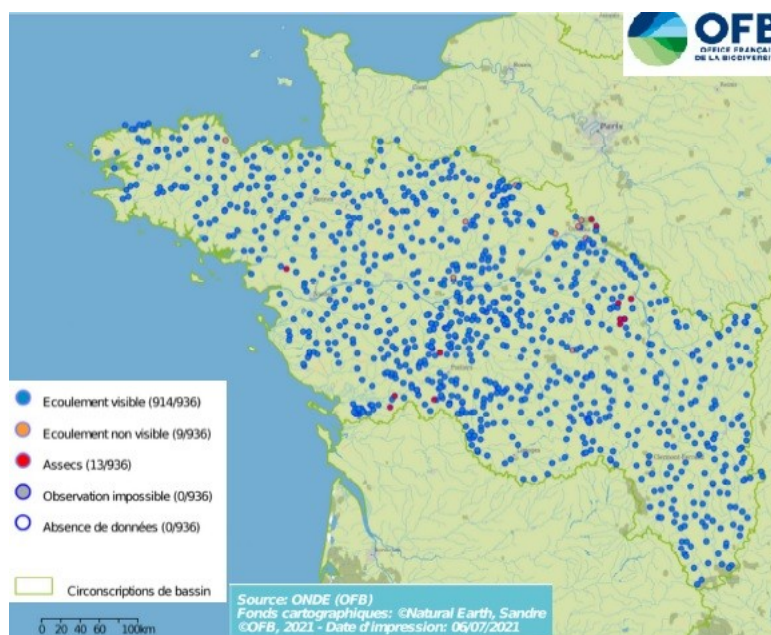 OFB
OFFICE FRANÇAIS
DE LA BIODIVERSITÉ
Paris
Ecoulement visible (914/936)
Ecoulement non visible (9/936)
Assecs (13/936)
Observation impossible (0/936)
Absence de données (0/936)
Circonscriptions de bassin
0 20 40 60 100km
Source: ONDE (OFB)
Fonds cartographiques: ©Natural Earth, Sandre
©OFB, 2021 - Date d'impression: 06/07/2021